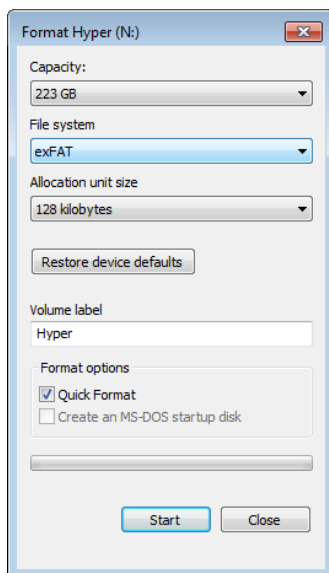 Format Hyper (N:)
Capacity:
223 GB
File system
exFAT
Allocation unit size
128 kilobytes
Restore device defaults
Volume label
Hyper
Format options
Quick Format
Create an MS-DOS startup disk
Start
Close